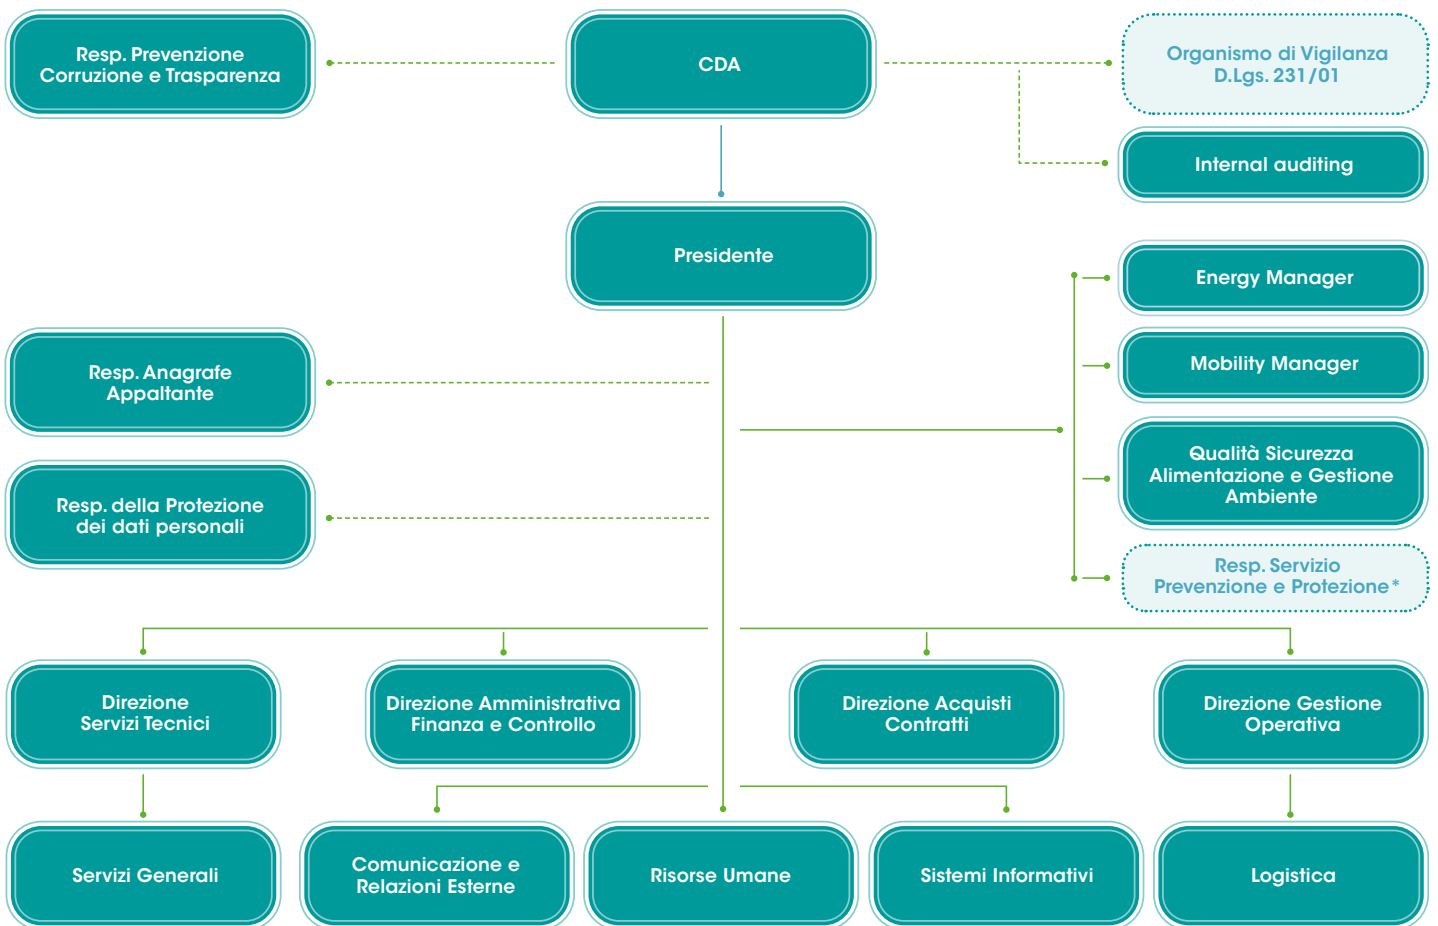 Resp. Prevenzione
Corruzione e Trasparenza
CDA
Organismo di Vigilanza
D.Lgs. 231/01
Internal auditing
Presidente
Energy Manager
Mobility Manager
Resp. Anagrafe
Appaltante
Qualità Sicurezza
Alimentazione e Gestione
Ambiente
Resp. della Protezione
dei dati personali
Resp. Servizio
Prevenzione e Protezione*
Direzione
Servizi Tecnici
Direzione Amministrativa
Finanza e Controllo
Direzione Acquisti
Contratti
Direzione Gestione
Operativa
Servizi Generali
Comunicazione e
Relazioni Esterne
Risorse Umane
Sistemi Informativi
Logistica